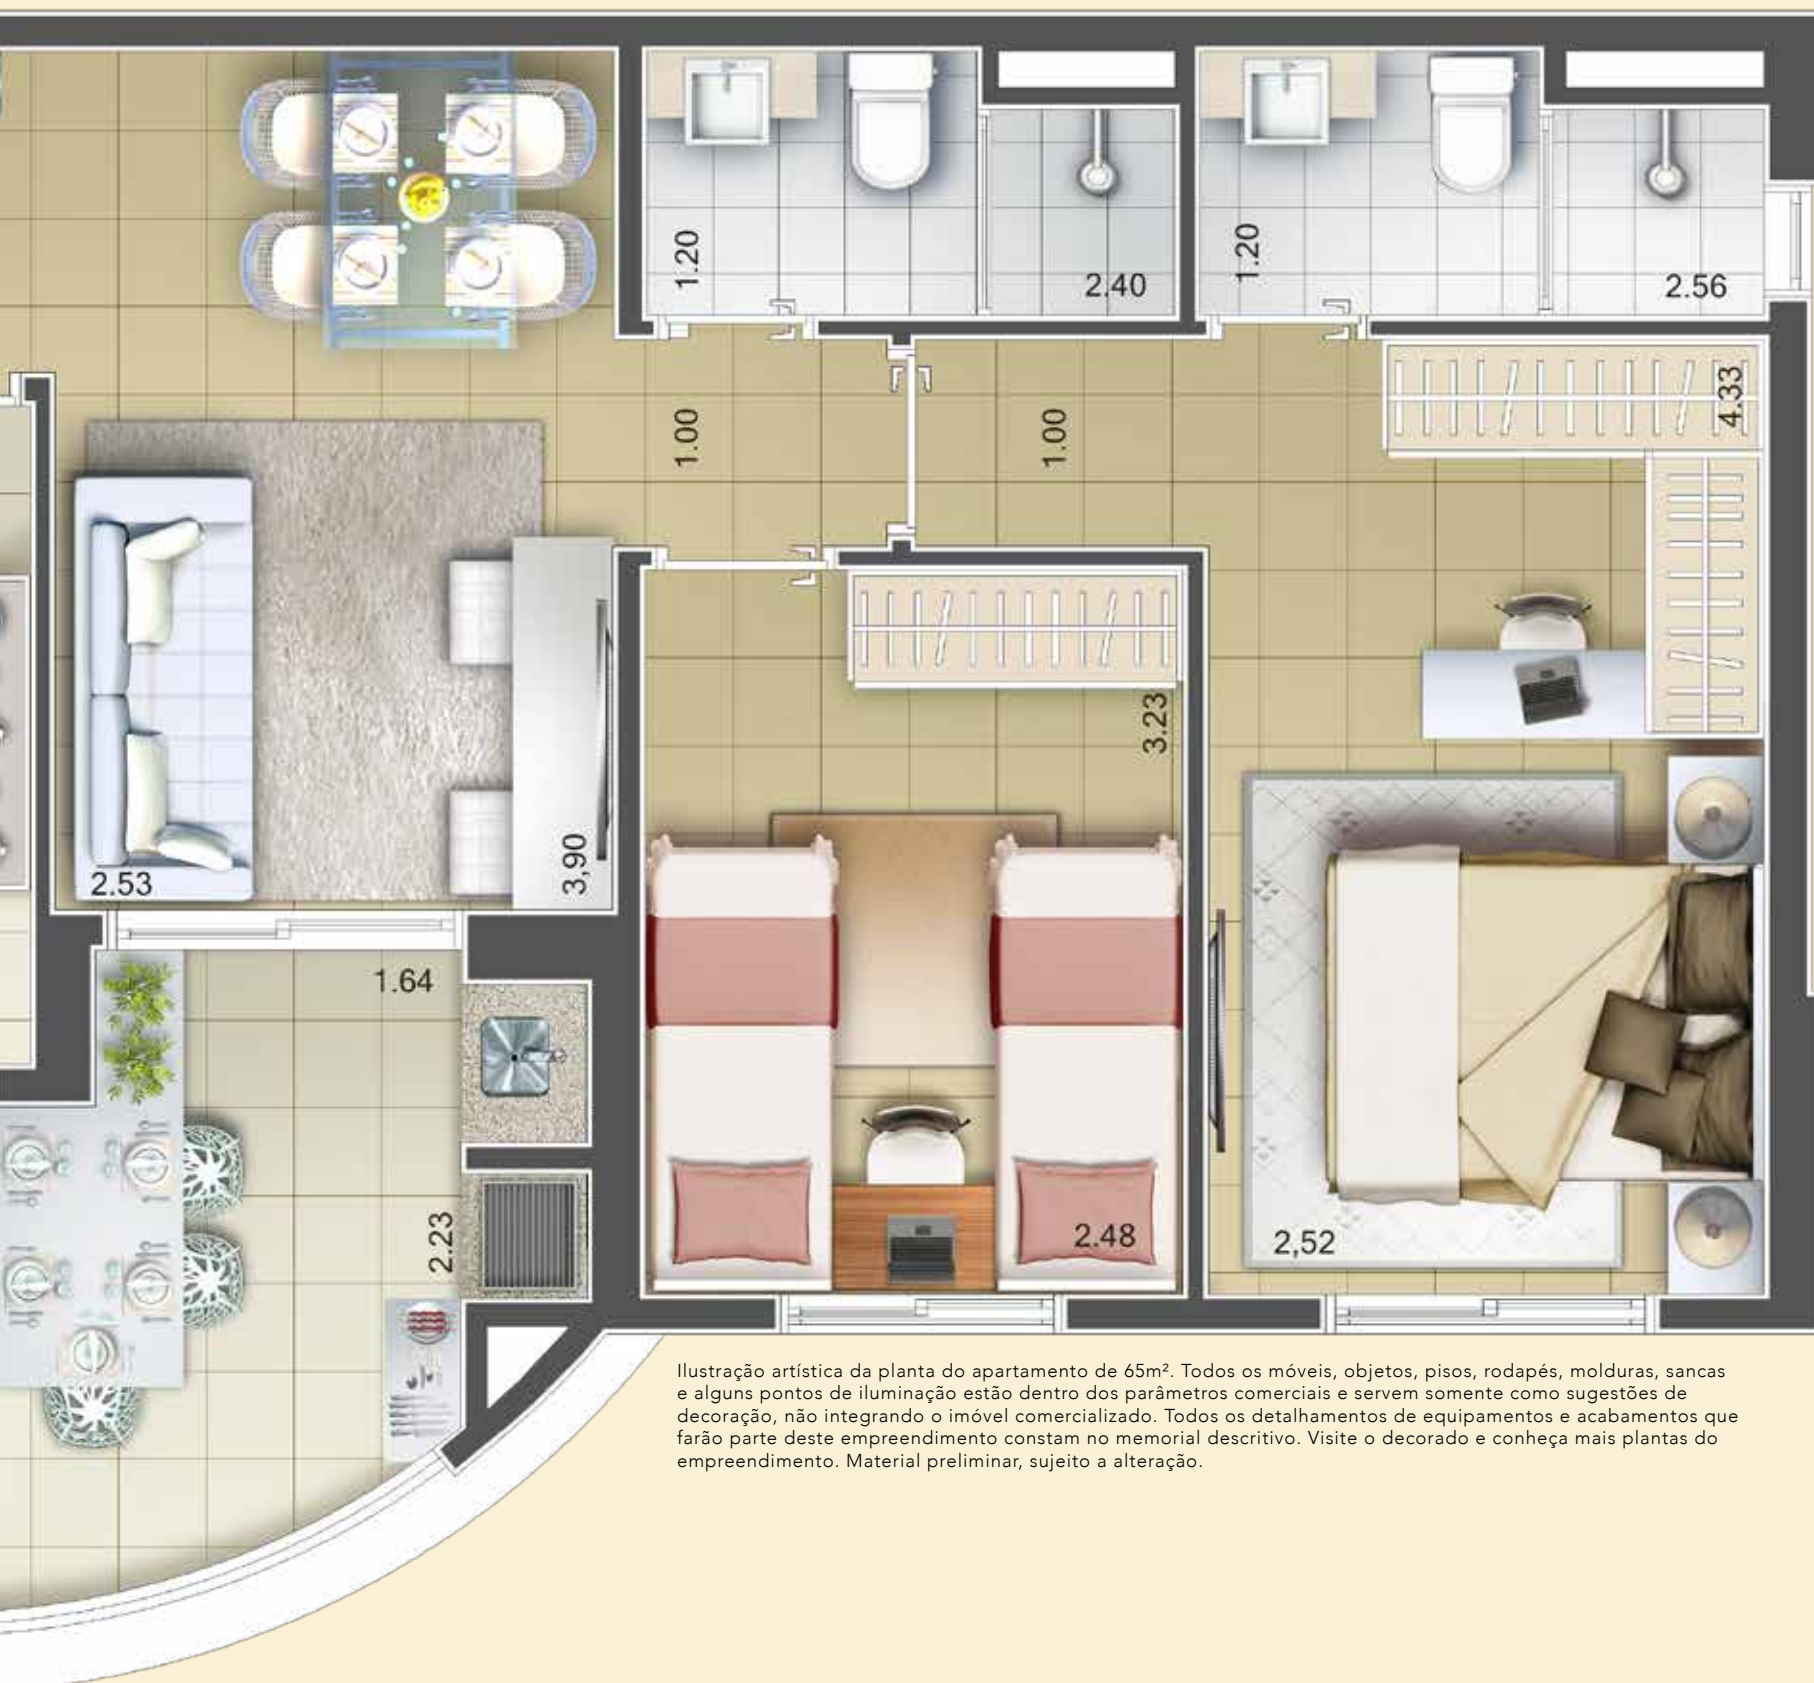 1.20
2.40
1.20
2.56
1.00
1.00
4.33
3.23
2.53
3,90
1.64
2.23
2.48
2,52
Ilustração artística da planta do apartamento de 65m². Todos os móveis, objetos, pisos, rodapés, molduras, sancas
e alguns pontos de iluminação estão dentro dos parâmetros comerciais e servem somente como sugestões de
decoração, não integrando o imóvel comercializado. Todos os detalhamentos de equipamentos e acabamentos que
farão parte deste empreendimento constam no memorial descritivo. Visite o decorado e conheça mais plantas do
empreendimento. Material preliminar, sujeito a alteração.